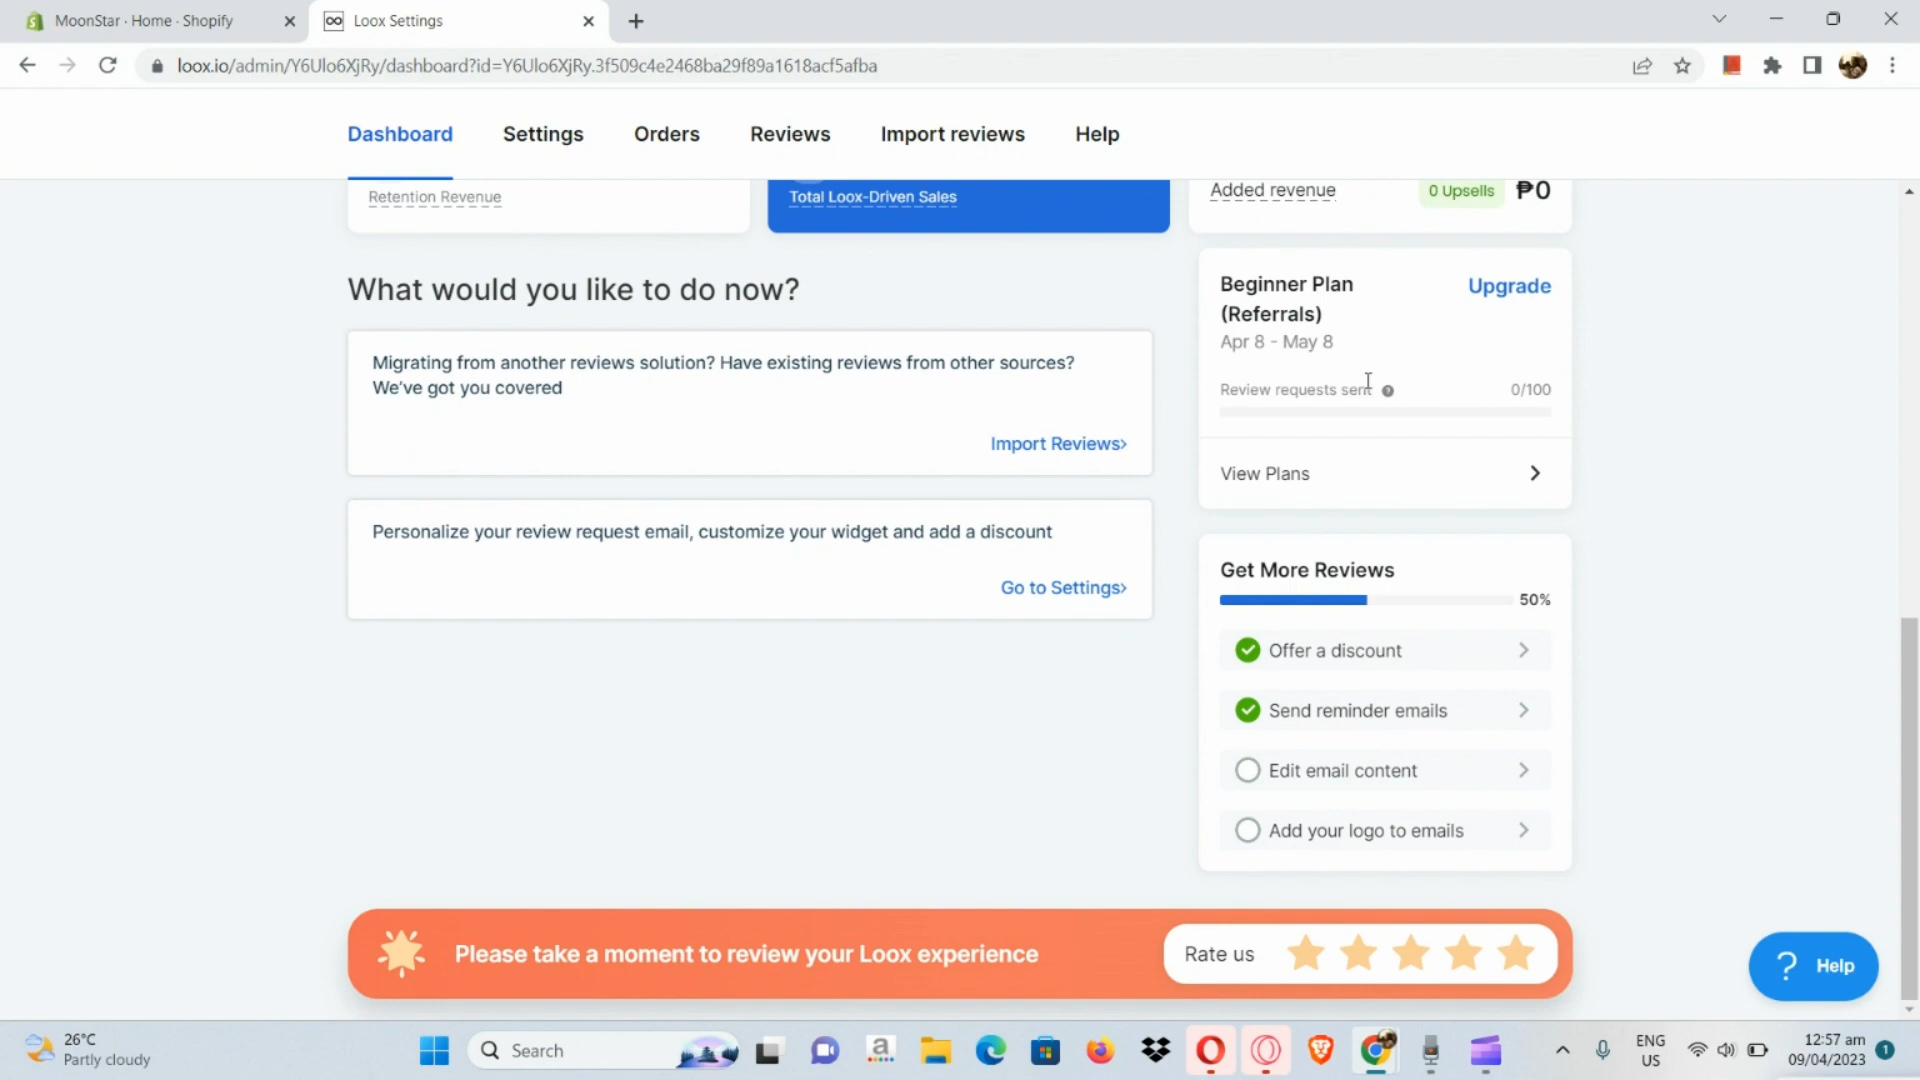 MoonStar · Home · Shopify
Loox Settings
loox.io/admin/Y6Ulo6XjRy/dashboard?id=Y6Ulo6XjRy.3f509c4e2468ba29f89a1618acf5afba
Dashboard
Settings
Orders
Reviews
Import reviews
Help
Retention Revenue
Total Loox-Driven Sales
Added revenue
0 Upsells
₱0
What would you like to do now?
Migrating from another reviews solution? Have existing reviews from other sources?
We've got you covered
Import Reviews›
Personalize your review request email, customize your widget and add a discount
Go to Settings›
Beginner Plan
(Referrals)
Upgrade
Apr 8 - May 8
Review requests sent
0/100
View Plans
Get More Reviews
50%
Offer a discount
Send reminder emails
Edit email content
Add your logo to emails
Please take a moment to review your Loox experience
Rate us
? Help
26°C
Partly cloudy
Search
ENG
US
12:57 am
09/04/2023
1